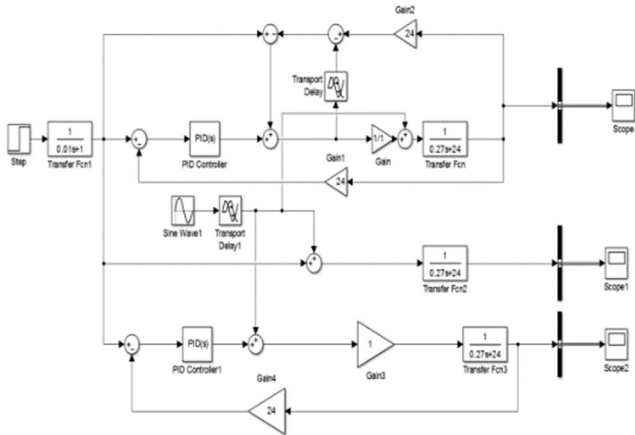 Gain2
24
Transport
Delay
Step
1
0.01s+1
Transfer Fcn1
PID(s)
PID Controller
1/1
Gain
1
0.27s+24
Transfer Fcn
Scope
Gain1
24
Sine Wave1
Transport
Delay1
1
0.27s+24
Transfer Fcn2
Scope1
PID(s)
PID Controller1
1
Gain3
1
0.27s+24
Transfer Fcn3
Scope2
Gain4
24